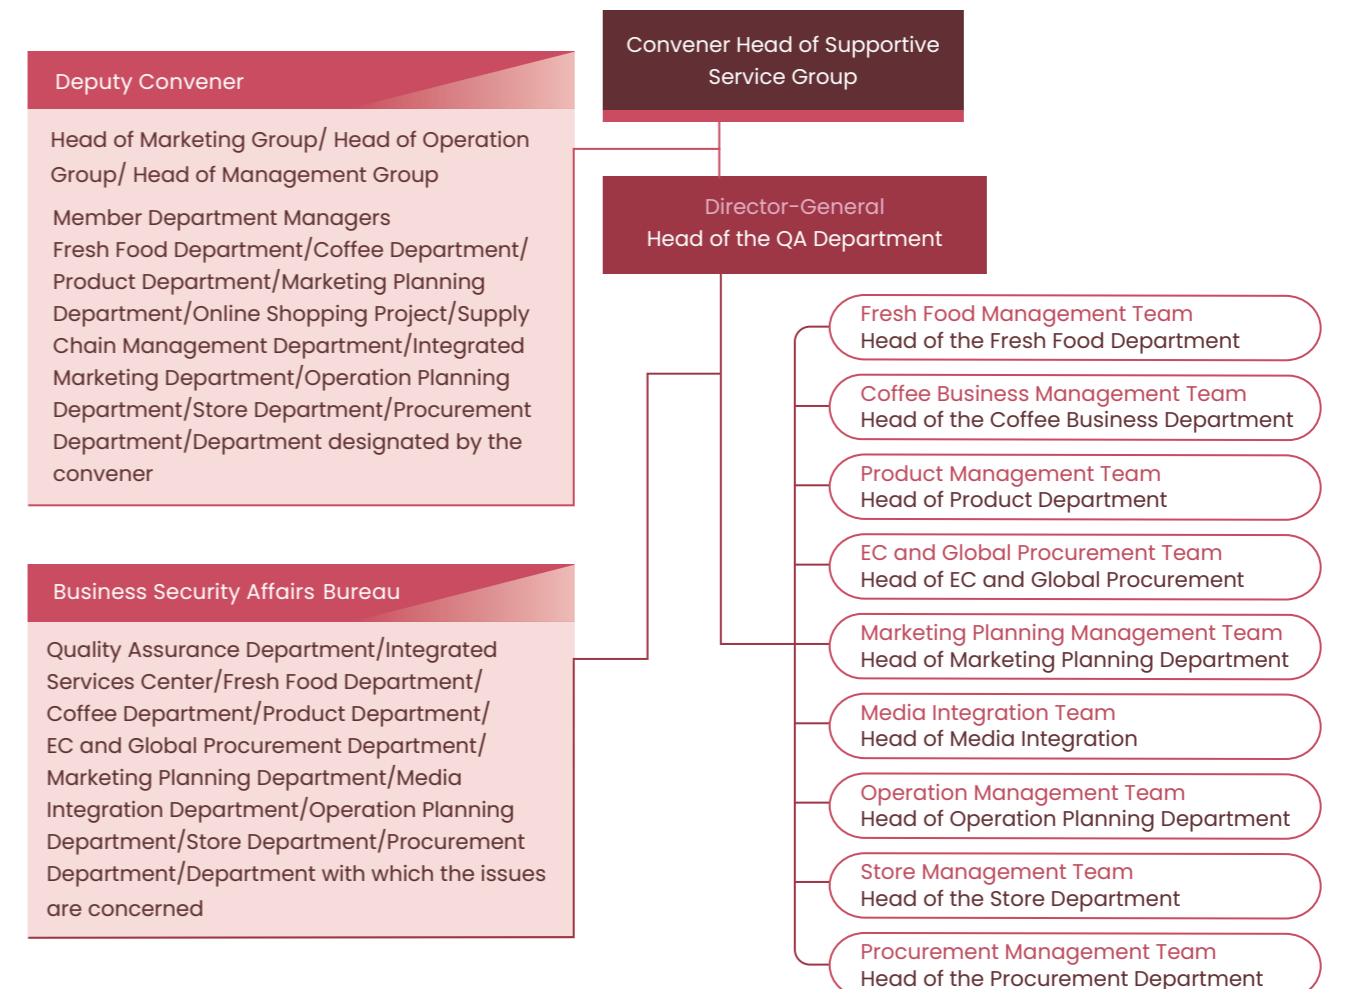 Convener Head of Supportive
Service Group
Deputy Convener
Head of Marketing Group/ Head of Operation
Group/ Head of Management Group
Member Department Managers
Fresh Food Department/Coffee Department/
Product Department/Marketing Planning
Department/Online Shopping Project/Supply
Chain Management Department/Integrated
Marketing Department/Operation Planning
Department/Store Department/Procurement
Department/Department designated by the
convener
Director-General
Head of the QA Department
Business Security Affairs Bureau
Quality Assurance Department/Integrated
Services Center/Fresh Food Department/
Coffee Department/Product Department/
EC and Global Procurement Department/
Marketing Planning Department/Media
Integration Department/Operation Planning
Department/Store Department/Procurement
Department/Department with which the issues
are concerned
Fresh Food Management Team
Head of the Fresh Food Department
Coffee Business Management Team
Head of the Coffee Business Department
Product Management Team
Head of Product Department
EC and Global Procurement Team
Head of EC and Global Procurement
Marketing Planning Management Team
Head of Marketing Planning Department
Media Integration Team
Head of Media Integration
Operation Management Team
Head of Operation Planning Department
Store Management Team
Head of the Store Department
Procurement Management Team
Head of the Procurement Department